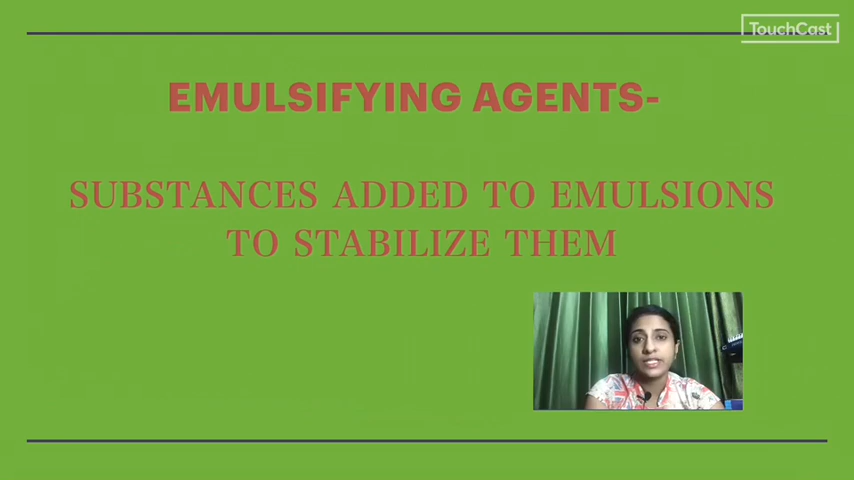 TouchCast
EMULSIFYING AGENTS-
SUBSTANCES ADDED TO EMULSIONS
TO STABILIZE THEM